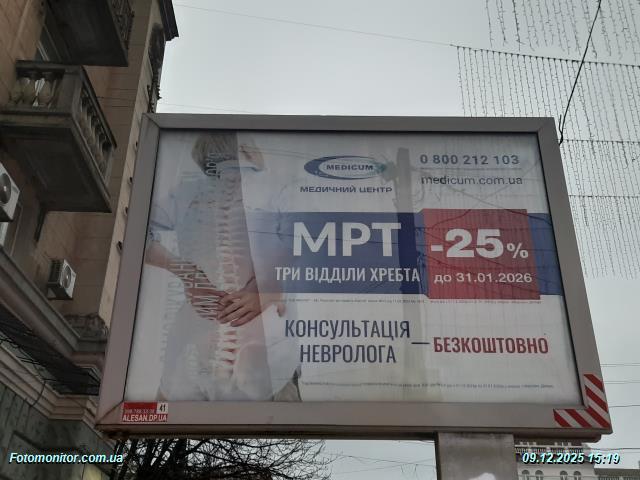 MEDICUM
МЕДИЧНИЙ ЦЕНТР
0 800 212 103
medicum.com.ua
МРТ
ТРИ ВІДДІЛИ ХРЕБТА
-25%
до 31.01.2026
КОНСУЛЬТАЦІЯ
НЕВРОЛОГА
— БЕЗКОШТОВНО
41
ALESAN.DP.UA
Fotomonitor.com.ua
09.12.2025 15:19